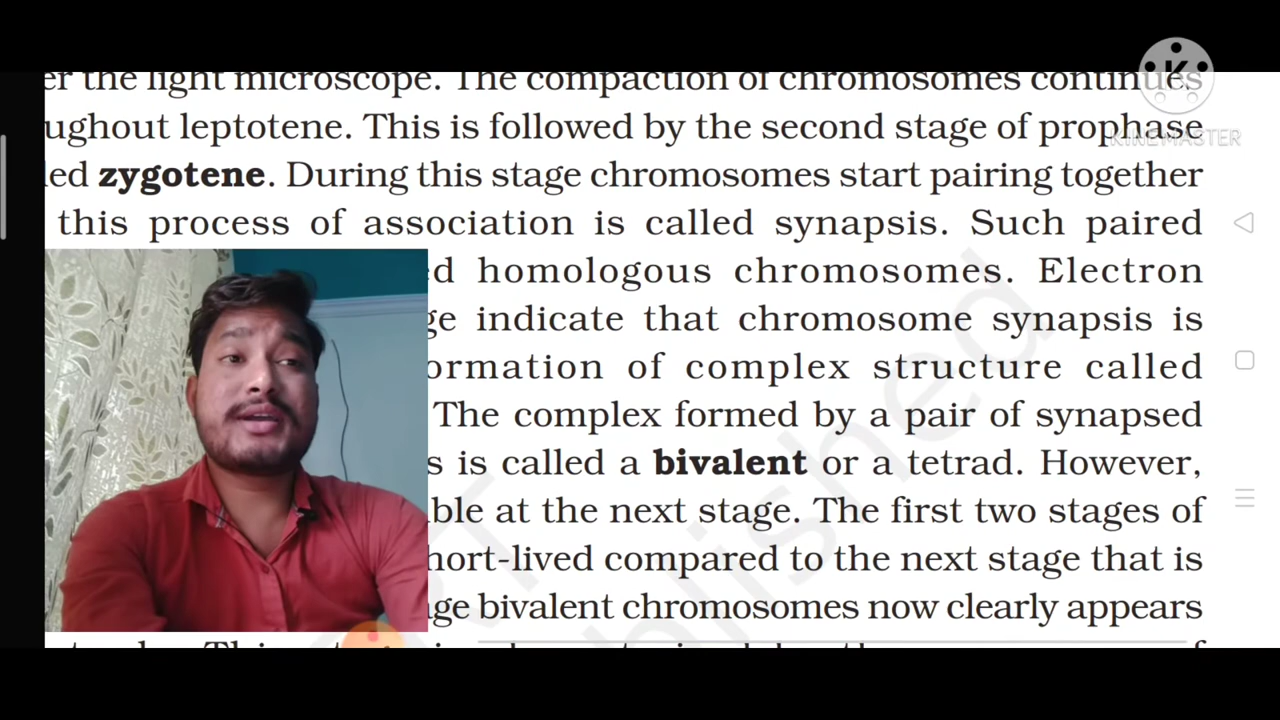 er the light microscope. The compaction of chromosomes continues
ughout leptotene. This is followed by the second stage of prophase
led zygotene. During this stage chromosomes start pairing together
this process of association is called synapsis. Such paired
ed homologous chromosomes. Electron
ge indicate that chromosome synapsis is
ormation of complex structure called
The complex formed by a pair of synapsed
s is called a bivalent or a tetrad. However,
ble at the next stage. The first two stages of
hort-lived compared to the next stage that is
ge bivalent chromosomes now clearly appears
K
KINEMASTER